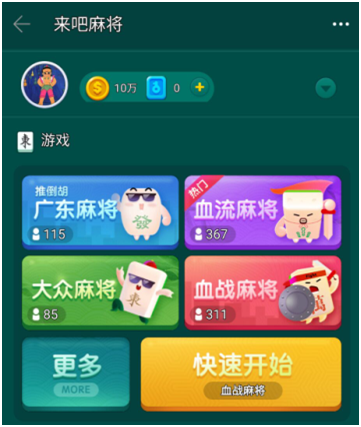 来吧麻将
10万
0
東
游戏
推倒胡
广东麻将
115
發
热门
血流麻将
367
大众麻将
85
東
血战麻将
311
更多
MORE
快速开始
血战麻将